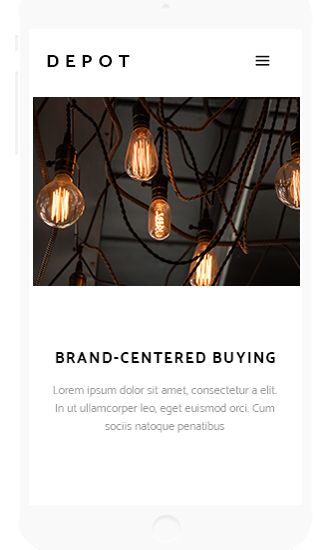 DEPOT
BRAND-CENTERED BUYING
Lorem ipsum dolor sit amet, consectetur a elit.
In ut ullamcorper leo, eget euismod orci. Cum
sociis natoque penatibus